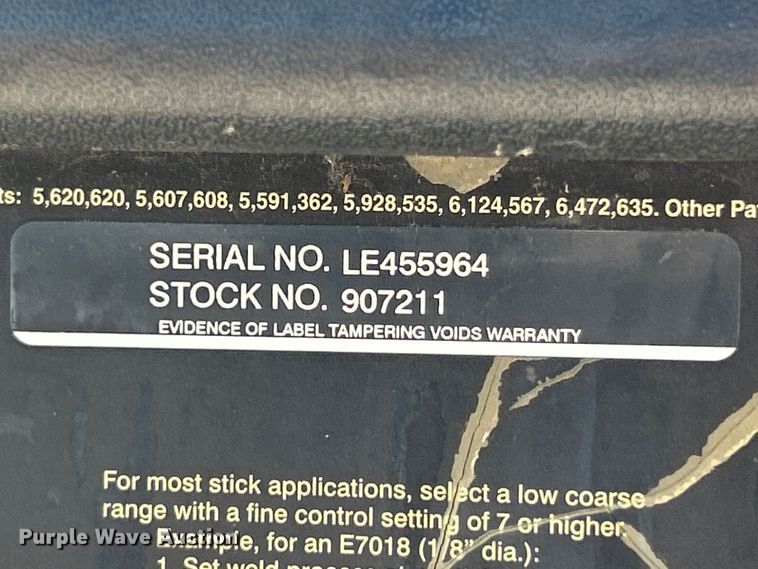 ts: 5,620,620, 5,607,608, 5,591,362, 5,928,535, 6,124,567, 6,472,635. Other Pa
SERIAL NO. LE455964
STOCK NO. 907211
EVIDENCE OF LABEL TAMPERING VOIDS WARRANTY
For most stick applications, select a low coarse
range with a fine control setting of 7 or higher.
Purple Wave Auction
Example, for an E7018 (1/8" dia.):
1. Set weld